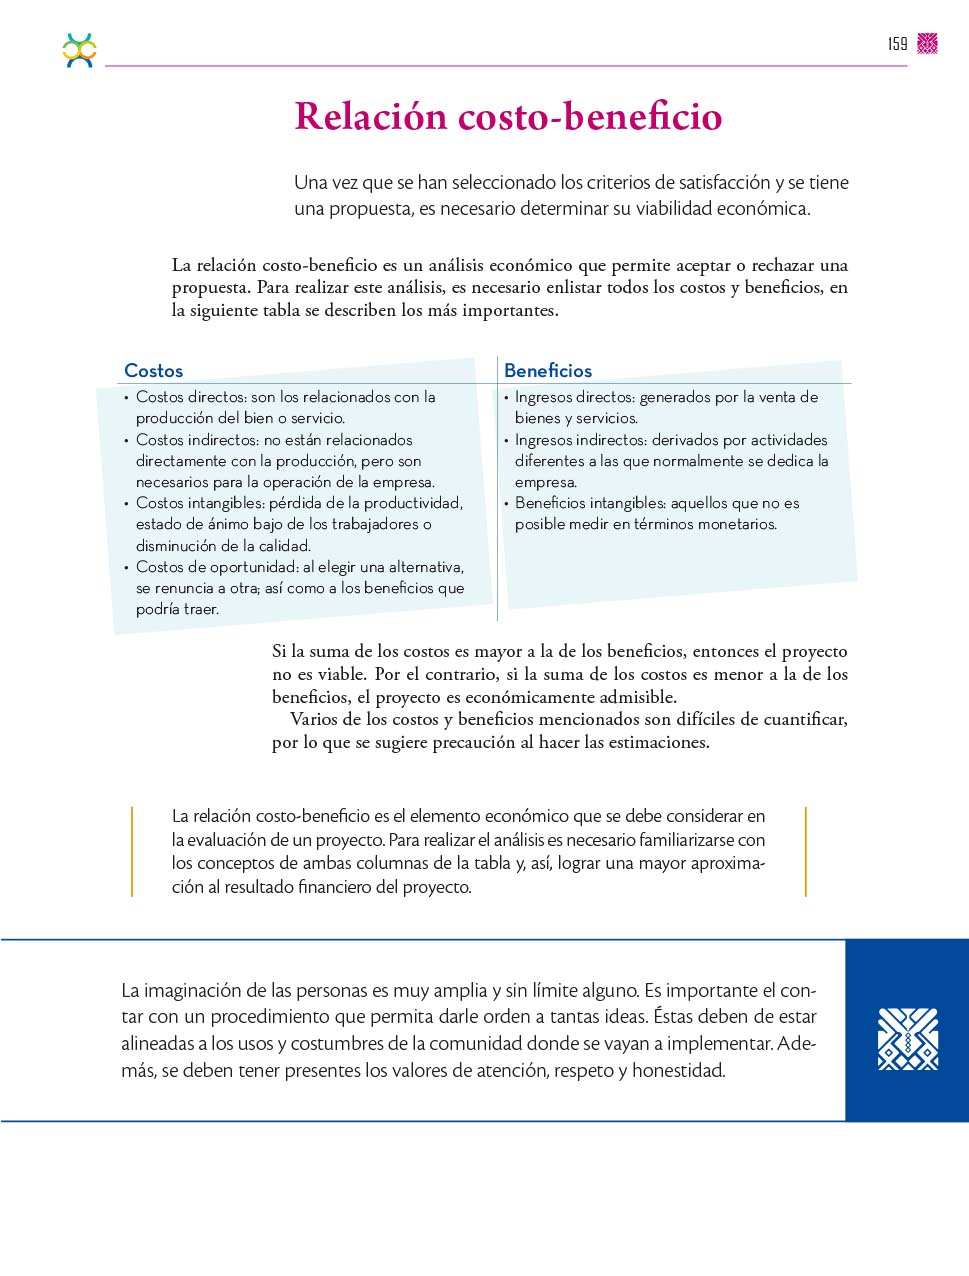 159
Relación costo-beneficio
Una vez que se han seleccionado los criterios de satisfacción y se tiene
una propuesta, es necesario determinar su viabilidad económica.
La relación costo-beneficio es un análisis económico que permite aceptar o rechazar una
propuesta. Para realizar este análisis, es necesario enlistar todos los costos y beneficios, en
la siguiente tabla se describen los más importantes.
Costos
• Costos directos: son los relacionados con la
producción del bien o servicio.
• Costos indirectos: no están relacionados
directamente con la producción, pero son
necesarios para la operación de la empresa.
• Costos intangibles: pérdida de la productividad,
estado de ánimo bajo de los trabajadores o
disminución de la calidad.
• Costos de oportunidad: al elegir una alternativa,
se renuncia a otra; así como a los beneficios que
podría traer.
Beneficios
• Ingresos directos: generados por la venta de
bienes y servicios.
• Ingresos indirectos: derivados por actividades
diferentes a las que normalmente se dedica la
empresa.
• Beneficios intangibles: aquellos que no es
posible medir en términos monetarios.
Si la suma de los costos es mayor a la de los beneficios, entonces el proyecto
no es viable. Por el contrario, si la suma de los costos es menor a la de los
beneficios, el proyecto es económicamente admisible.
Varios de los costos y beneficios mencionados son difíciles de cuantificar,
por lo que se sugiere precaución al hacer las estimaciones.
La relación costo-beneficio es el elemento económico que se debe considerar en
la evaluación de un proyecto. Para realizar el análisis es necesario familiarizarse con
los conceptos de ambas columnas de la tabla y, así, lograr una mayor aproxima-
ción al resultado financiero del proyecto.
La imaginación de las personas es muy amplia y sin límite alguno. Es importante el con-
tar con un procedimiento que permita darle orden a tantas ideas. Éstas deben de estar
alineadas a los usos y costumbres de la comunidad donde se vayan a implementar. Ade-
más, se deben tener presentes los valores de atención, respeto y honestidad.